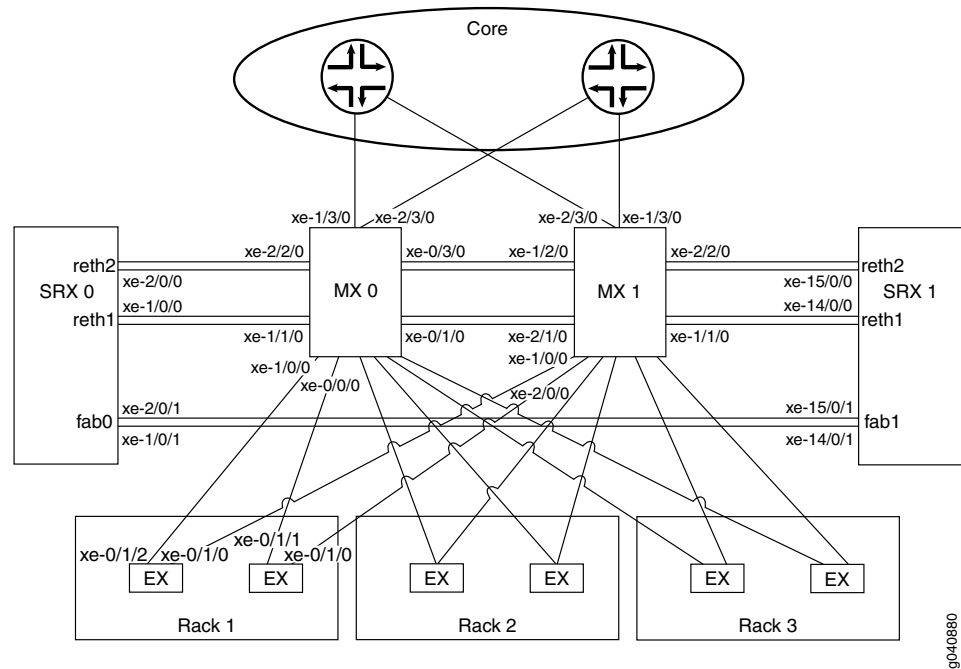 Core
xe-1/3/0 xe-2/3/0 xe-2/3/0 xe-1/3/0
reth2 xe-2/2/0 xe-0/3/0 xe-1/2/0 xe-2/2/0 reth2
SRX 0 xe-2/0/0 MX 0 MX 1 xe-15/0/0 SRX 1
xe-1/0/0 xe-14/0/0
reth1 reth1
xe-1/1/0 xe-0/1/0 xe-2/1/0 xe-1/1/0
xe-1/0/0 xe-1/0/0
xe-0/0/0 xe-2/0/0
fab0 xe-2/0/1 xe-15/0/1 fab1
xe-1/0/1 xe-14/0/1
xe-0/1/2 xe-0/1/0 xe-0/1/1 xe-0/1/0
EX EX EX EX EX EX
Rack 1 Rack 2 Rack 3
g040880